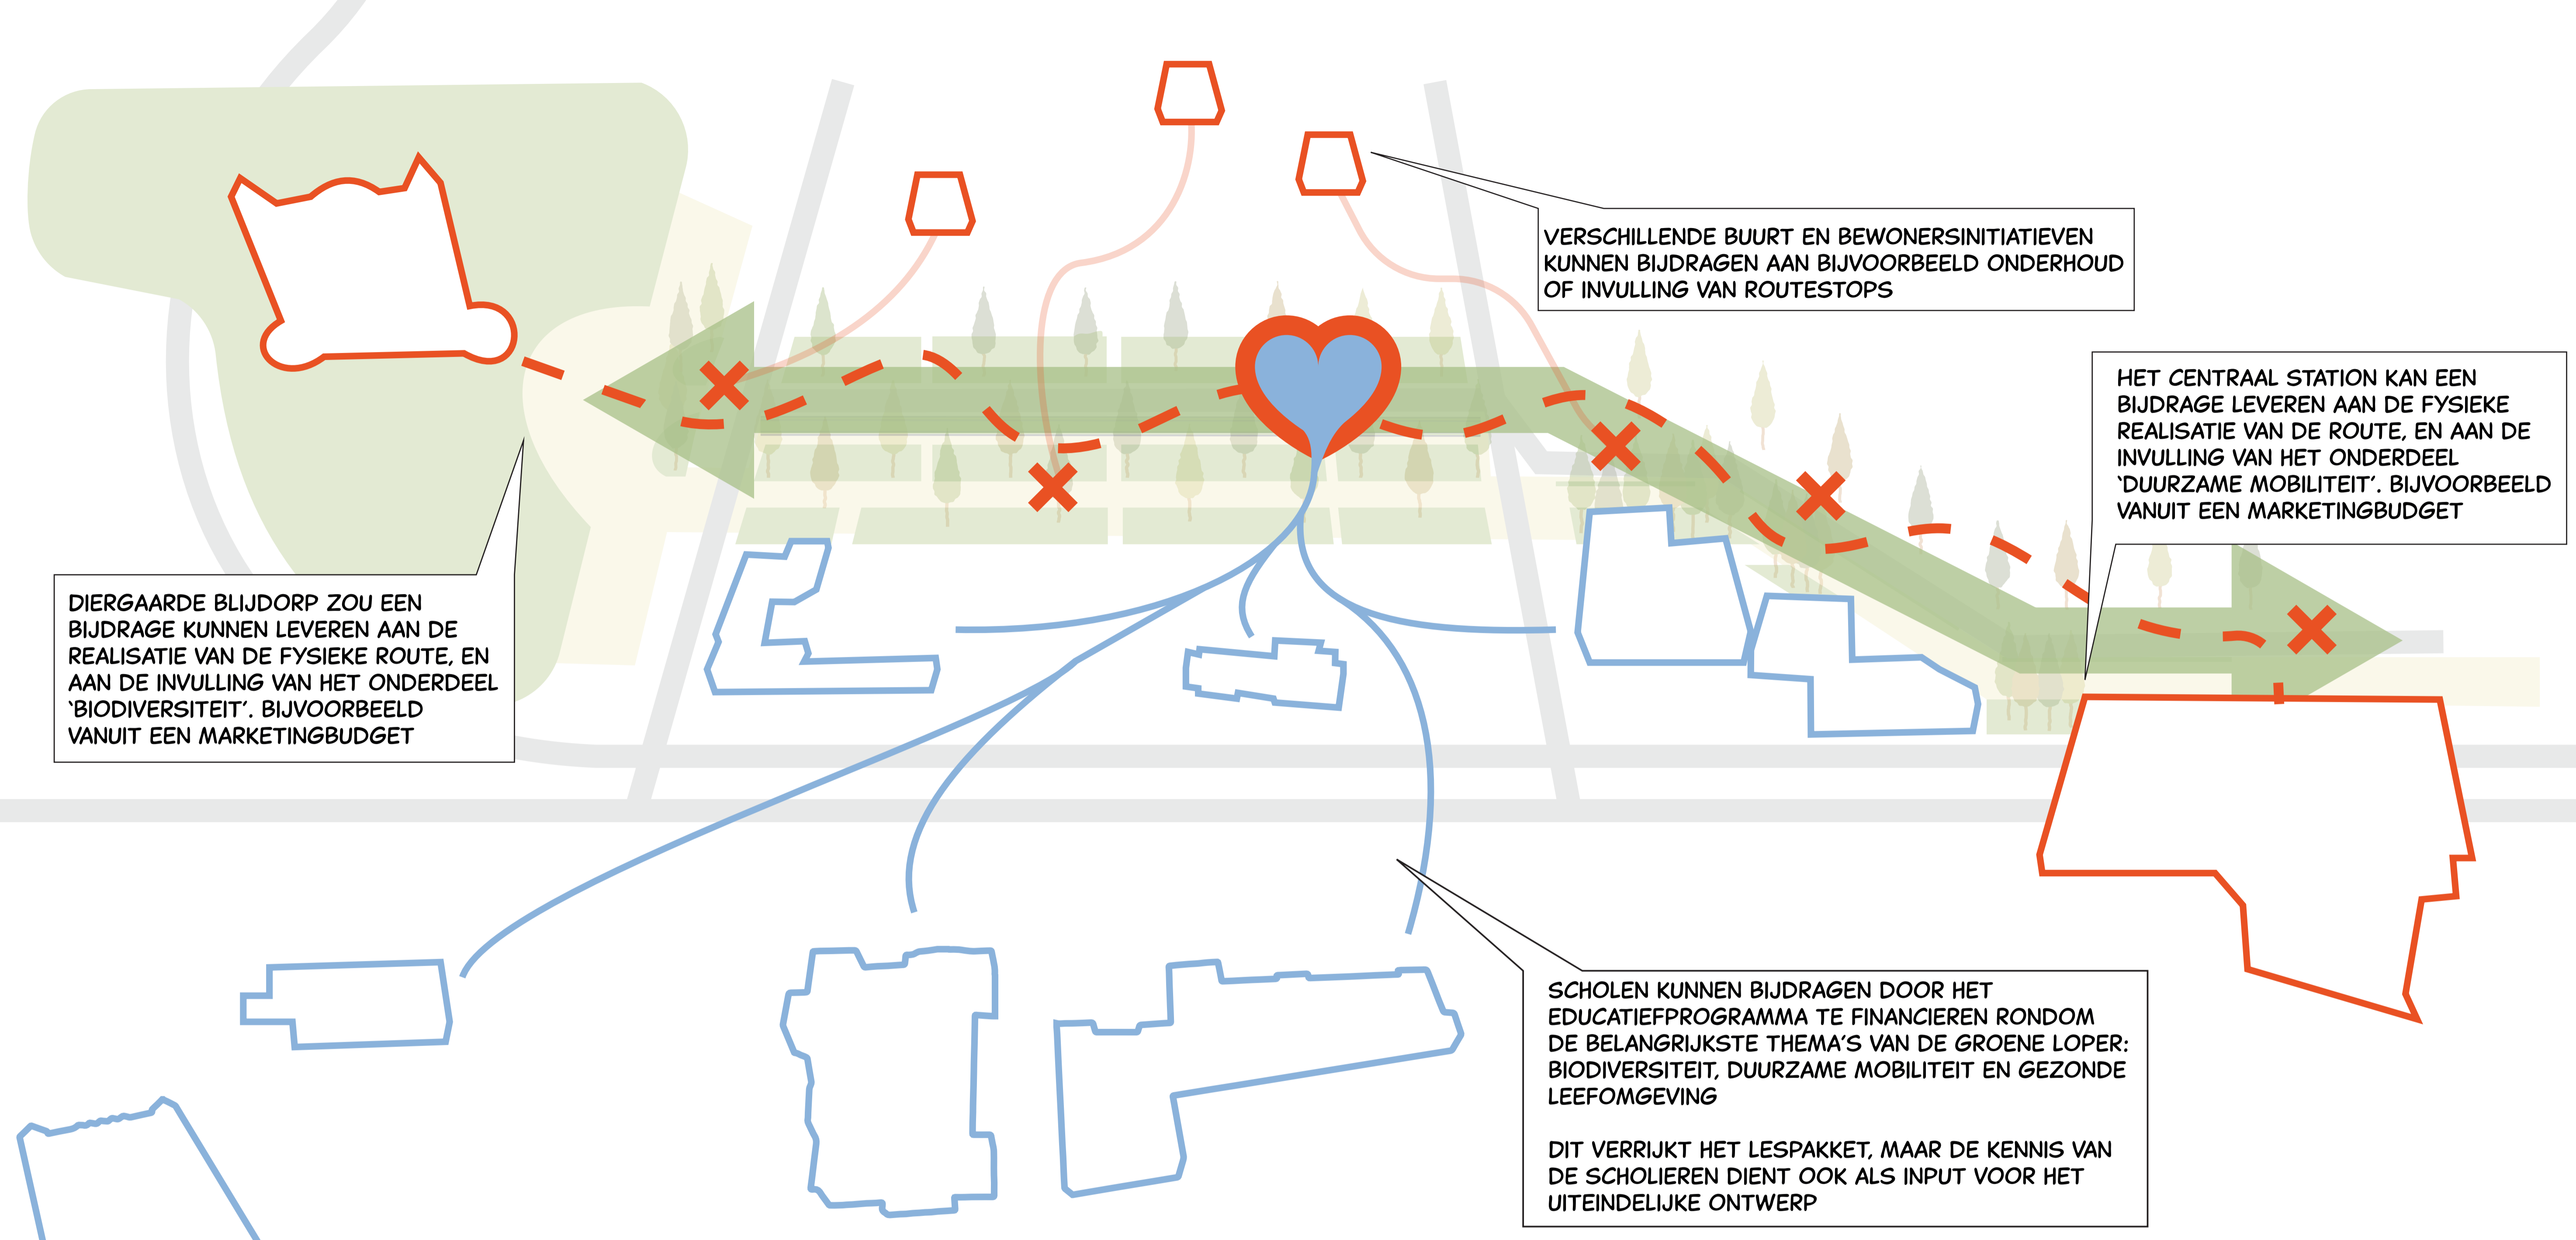 VERSCHILLENDE BUURT EN BEWONERSINITIATIEVEN
KUNNEN BIJDRAGEN AAN BIJVOORBEELD ONDERHOUD
OF INVULLING VAN ROUTESTOPS
HET CENTRAAL STATION KAN EEN
BIJDRAGE LEVEREN AAN DE FYSIEKE
REALISATIE VAN DE ROUTE, EN AAN DE
INVULLING VAN HET ONDERDEEL
‘DUURZAME MOBILITEIT’. BIJVOORBEELD
VANUIT EEN MARKETINGBUDGET
DIERGAARDE BLIJDORP ZOU EEN
BIJDRAGE KUNNEN LEVEREN AAN DE
REALISATIE VAN DE FYSIEKE ROUTE, EN
AAN DE INVULLING VAN HET ONDERDEEL
‘BIODIVERSITEIT’. BIJVOORBEELD
VANUIT EEN MARKETINGBUDGET
SCHOLEN KUNNEN BIJDRAGEN DOOR HET
EDUCATIEFPROGRAMMA TE FINANCIEREN RONDOM
DE BELANGRIJKSTE THEMA’S VAN DE GROENE LOPER:
BIODIVERSITEIT, DUURZAME MOBILITEIT EN GEZONDE
LEEFOMGEVING
DIT VERRIJKT HET LESPAKKET, MAAR DE KENNIS VAN
DE SCHOLIEREN DIENT OOK ALS INPUT VOOR HET
UITEINDELIJKE ONTWERP